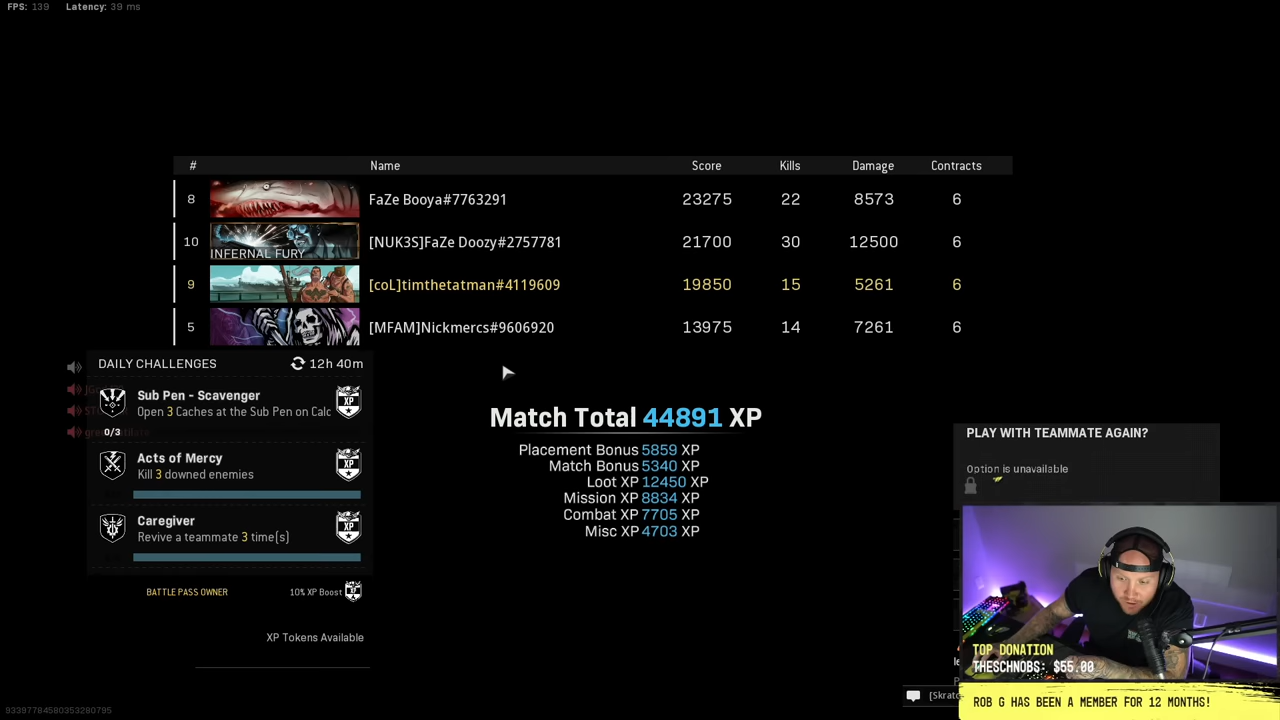 FPS: 139 Latency: 39 ms
# Name Score Kills Damage Contracts
8 FaZe Booya#7763291 23275 22 8573 6
10 INFERNAL FURY [NUK3S]FaZe Doozy#2757781 21700 30 12500 6
9 [coL]timthetatman#4119609 19850 15 5261 6
5 [MFAM]Nickmercs#9606920 13975 14 7261 6
DAILY CHALLENGES 12h 40m
Sub Pen - Scavenger
Open 3 Caches at the Sub Pen on Calc
0/3
Acts of Mercy
Kill 3 downed enemies
Caregiver
Revive a teammate 3 time(s)
BATTLE PASS OWNER 10% XP Boost
XP Tokens Available
Match Total 44891 XP
Placement Bonus 5859 XP
Match Bonus 5340 XP
Loot XP 12450 XP
Mission XP 8834 XP
Combat XP 7705 XP
Misc XP 4703 XP
PLAY WITH TEAMMATE AGAIN?
Option is unavailable
TOP DONATION
THESCHNOBS: $55.00
[Skrat
ROB G HAS BEEN A MEMBER FOR 12 MONTHS!
93397784580353280795